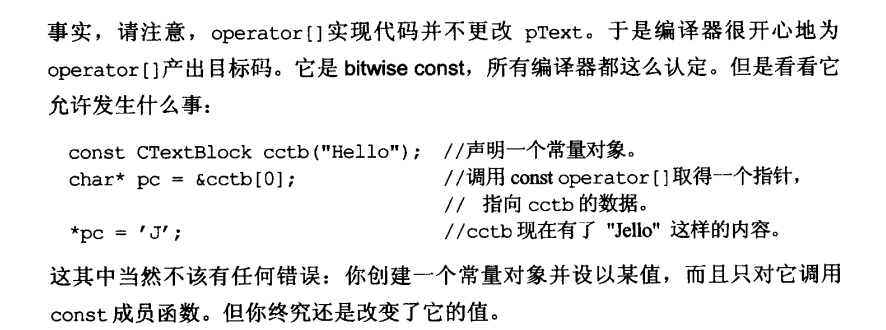 事实，请注意，operator[]实现代码并不更改 pText。于是编译器很开心地为
operator[]产出目标码。它是 bitwise const，所有编译器都这么认定。但是看看它
允许发生什么事：
const CTextBlock cctb("Hello"); //声明一个常量对象。
char* pc = &cctb[0]; //调用 const operator[]取得一个指针，
// 指向 cctb 的数据。
*pc = 'J'; //cctb 现在有了 "Jello" 这样的内容。
这其中当然不该有任何错误：你创建一个常量对象并设以某值，而且只对它调用
const 成员函数。但你终究还是改变了它的值。